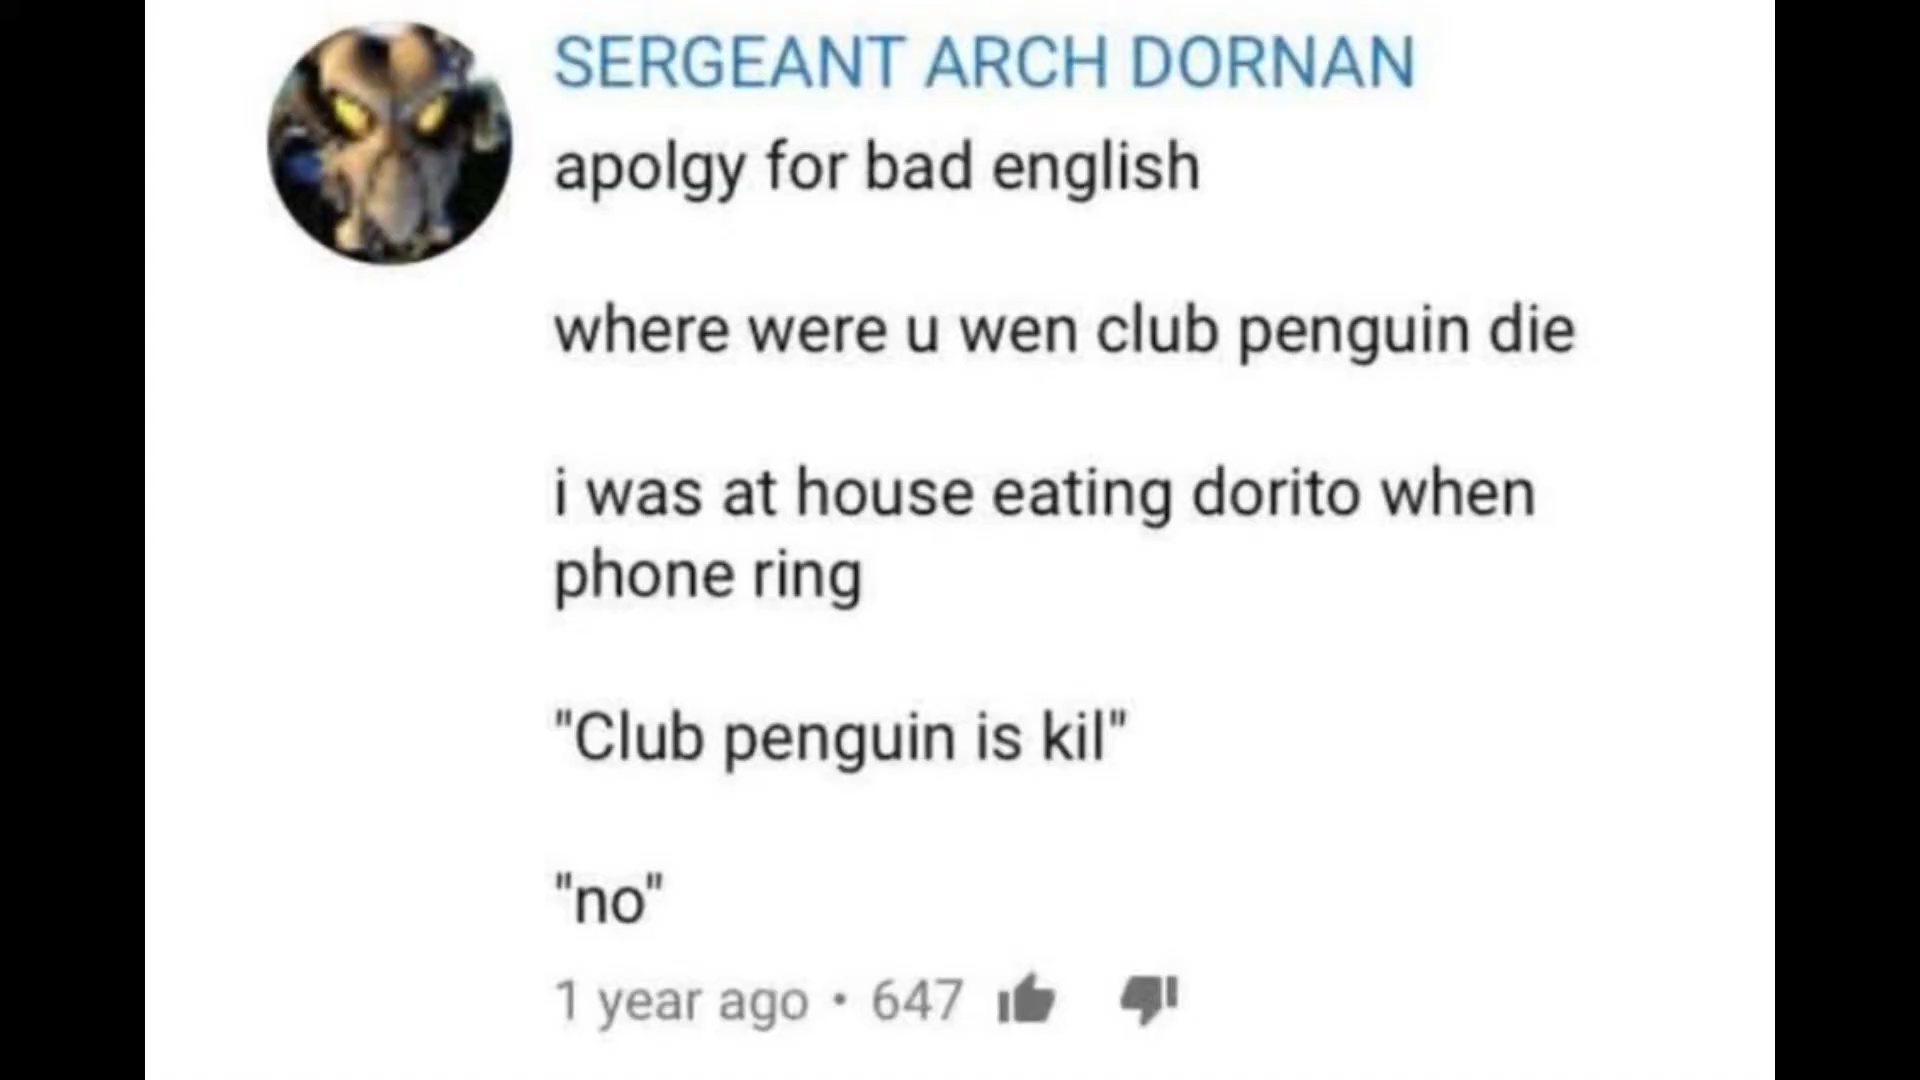 SERGEANT ARCH DORNAN
apolgy for bad english
where were u wen club penguin die
i was at house eating dorito when
phone ring
"Club penguin is kil"
"no"
1 year ago • 647